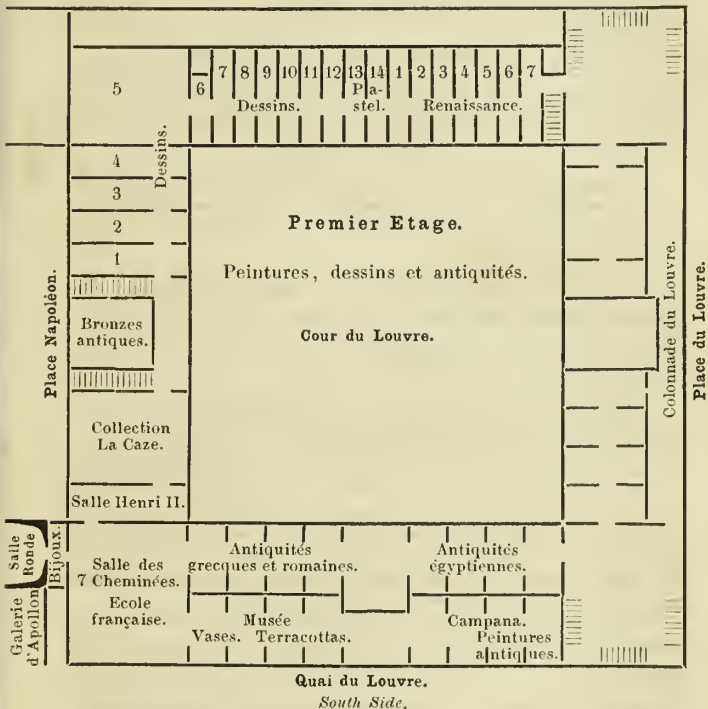 5
6 7 8 9 10 11 12 13 14 1 2 3 4 5 6 7
Dessins.
Pa-
stel.
Renaissance.
Dessins.
4
3
2
1
Premier Etage.
Peintures, dessins et antiquités.
Cour du Louvre.
Place Napoléon.
Bronzes
antiques.
Collection
La Caze.
Salle Henri II.
Colonnade du Louvre.
Place du Louvre.
Salle
Ronde
Bijoux.
Galerie
d'Apollon
Salle des
7 Cheminées.
Ecole
française.
Antiquités
grecques et romaines.
Antiquités
égyptiennes.
Musée
Vases. Terracottas.
Campana.
Peintures
antiques.
Quai du Louvre.
South Side.